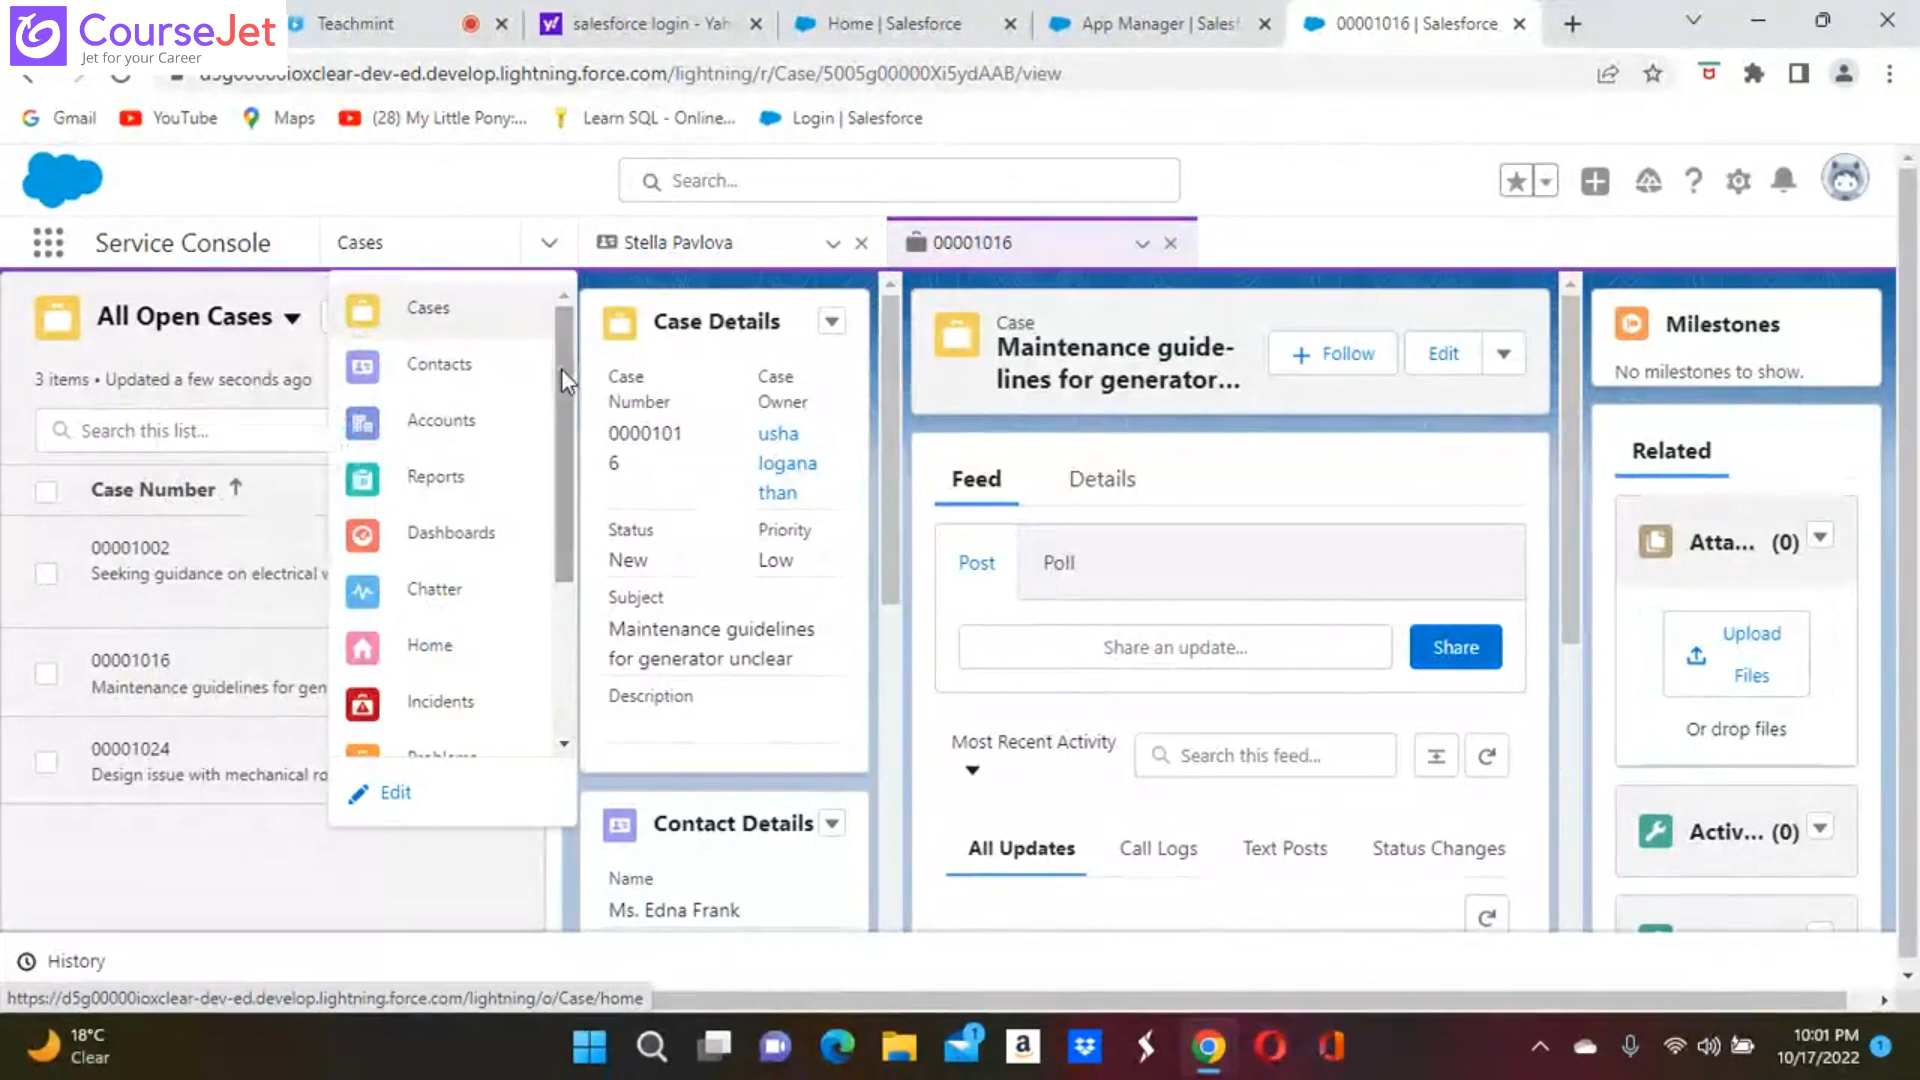 CourseJet
Jet for your Career
Teachmint
salesforce login - Yah
Home | Salesforce
App Manager | Sales
00001016 | Salesforce
d5g00000ioxclear-dev-ed.develop.lightning.force.com/lightning/r/Case/5005g00000Xi5ydAAB/view
Gmail
YouTube
Maps
(28) My Little Pony:...
Learn SQL - Online...
Login | Salesforce
Search...
Service Console
Cases
Stella Pavlova
00001016
All Open Cases
3 items • Updated a few seconds ago
Search this list...
Case Number
00001002
Seeking guidance on electrical w
00001016
Maintenance guidelines for gen
00001024
Design issue with mechanical ro
Cases
Contacts
Accounts
Reports
Dashboards
Chatter
Home
Incidents
Problems
Edit
Case Details
Case
Number
0000101
6
Case
Owner
usha
logana
than
Status
New
Priority
Low
Subject
Maintenance guidelines
for generator unclear
Description
Contact Details
Name
Ms. Edna Frank
Case
Maintenance guide-
lines for generator...
Follow
Edit
Feed
Details
Post
Poll
Share an update...
Share
Most Recent Activity
Search this feed...
All Updates
Call Logs
Text Posts
Status Changes
Milestones
No milestones to show.
Related
Atta... (0)
Upload
Files
Or drop files
Activ... (0)
History
https://d5g00000ioxclear-dev-ed.develop.lightning.force.com/lightning/o/Case/home
18°C
Clear
10:01 PM
10/17/2022